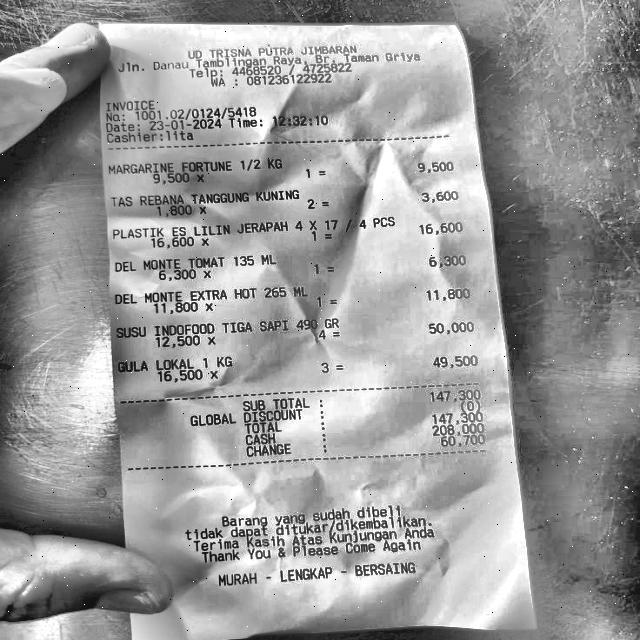 UD TRISNA PUTRA JIMBARAN
Jln. Danau Tamblingan Raya, Br. Taman Griya
Telp: 4468520 / 4725822
WA : 081236122922
INVOICE
No: 1001.02/0124/5418
Date: 23-01-2024 Time: 12:32:10
Cashier:lita
MARGARINE FORTUNE 1/2 KG
9,500 x 1 = 9,500
TAS REBANA TANGGUNG KUNING
1,800 x 2 = 3,600
PLASTIK ES LILIN JERAPAH 4 X 17 / 4 PCS
16,600 x 1 = 16,600
DEL MONTE TOMAT 135 ML
6,300 x 1 = 6,300
DEL MONTE EXTRA HOT 265 ML
11,800 x 1 = 11,800
SUSU INDOFOOD TIGA SAPI 490 GR
12,500 x 4 = 50,000
GULA LOKAL 1 KG
16,500 x 3 = 49,500
SUB TOTAL : 147,300
GLOBAL DISCOUNT : (0)
TOTAL : 147,300
CASH : 208,000
CHANGE : 60,700
Barang yang sudah dibeli
tidak dapat ditukar/dikembalikan.
Terima Kasih Atas Kunjungan Anda
Thank You & Please Come Again
MURAH - LENGKAP - BERSAING